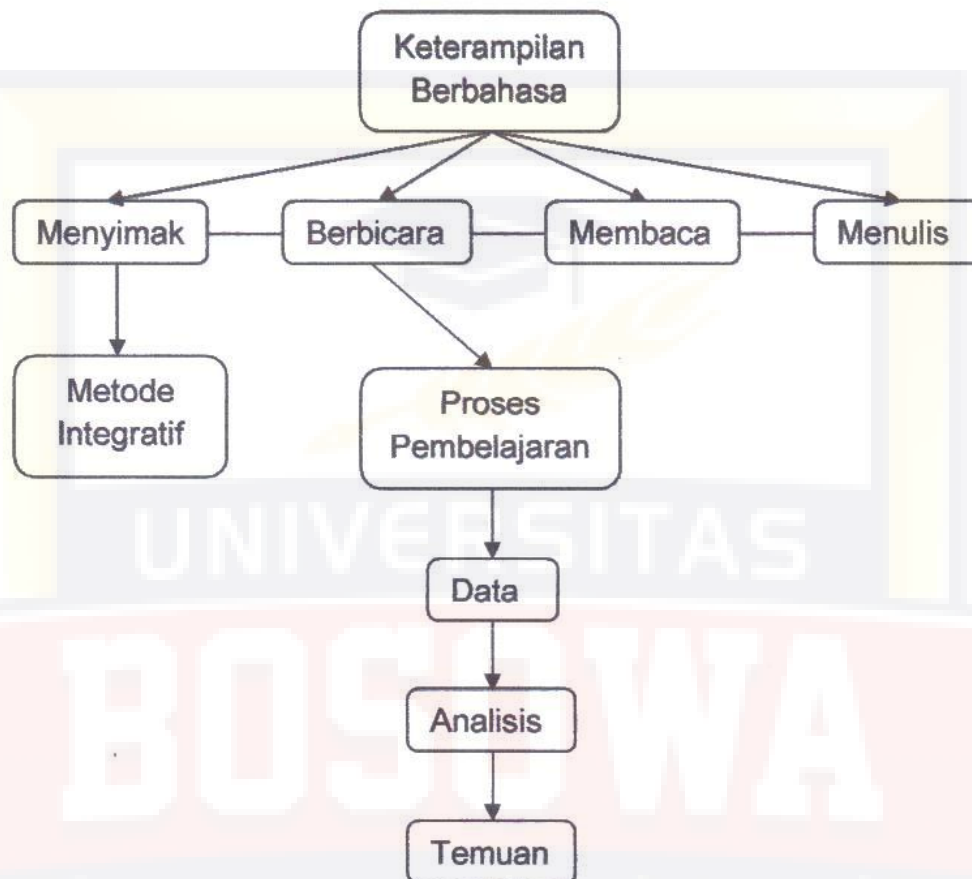 Keterampilan
Berbahasa
Menyimak
Berbicara
Membaca
Menulis
Metode
Integratif
Proses
Pembelajaran
UNIVERSITAS
Data
BOSOWA
Analisis
Temuan